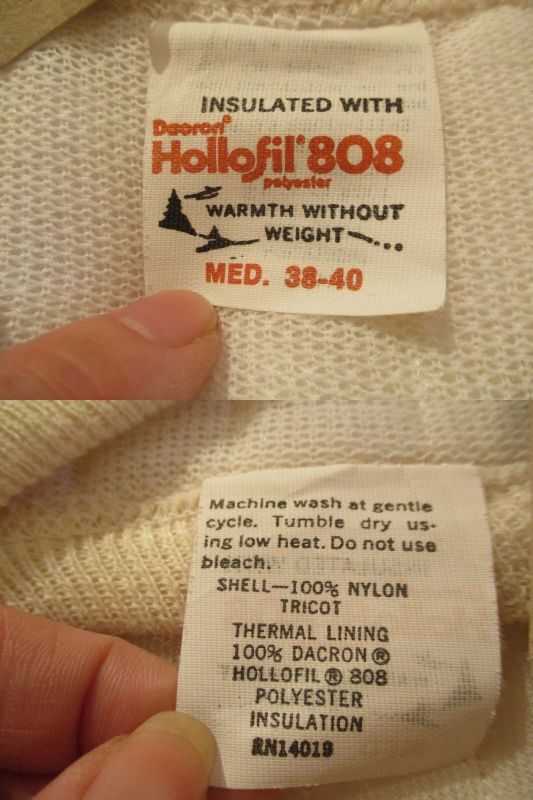 INSULATED WITH
Dacron®
Hollofil® 808
polyester
WARMTH WITHOUT
WEIGHT
MED. 38-40
Machine wash at gentle
cycle. Tumble dry us-
ing low heat. Do not use
bleach.
SHELL—100% NYLON
TRICOT
THERMAL LINING
100% DACRON®
HOLLOFIL® 808
POLYESTER
INSULATION
RN14019